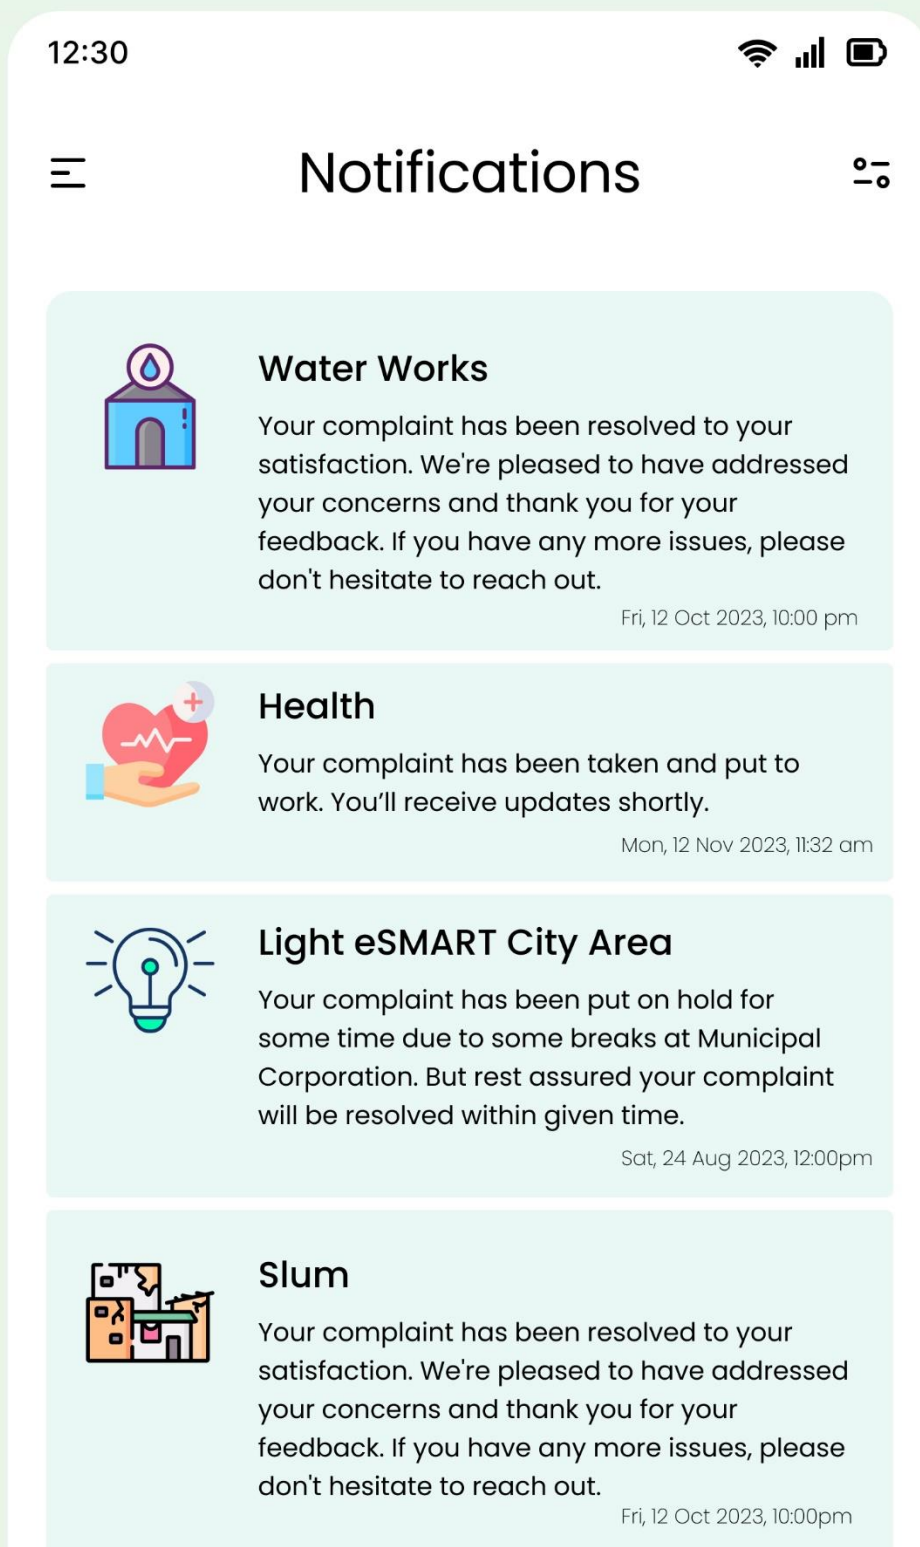 12:30
Notifications
Water Works
Your complaint has been resolved to your
satisfaction. We're pleased to have addressed
your concerns and thank you for your
feedback. If you have any more issues, please
don't hesitate to reach out.
Fri, 12 Oct 2023, 10:00 pm
Health
Your complaint has been taken and put to
work. You’ll receive updates shortly.
Mon, 12 Nov 2023, 11:32 am
Light eSMART City Area
Your complaint has been put on hold for
some time due to some breaks at Municipal
Corporation. But rest assured your complaint
will be resolved within given time.
Sat, 24 Aug 2023, 12:00pm
Slum
Your complaint has been resolved to your
satisfaction. We're pleased to have addressed
your concerns and thank you for your
feedback. If you have any more issues, please
don't hesitate to reach out.
Fri, 12 Oct 2023, 10:00pm